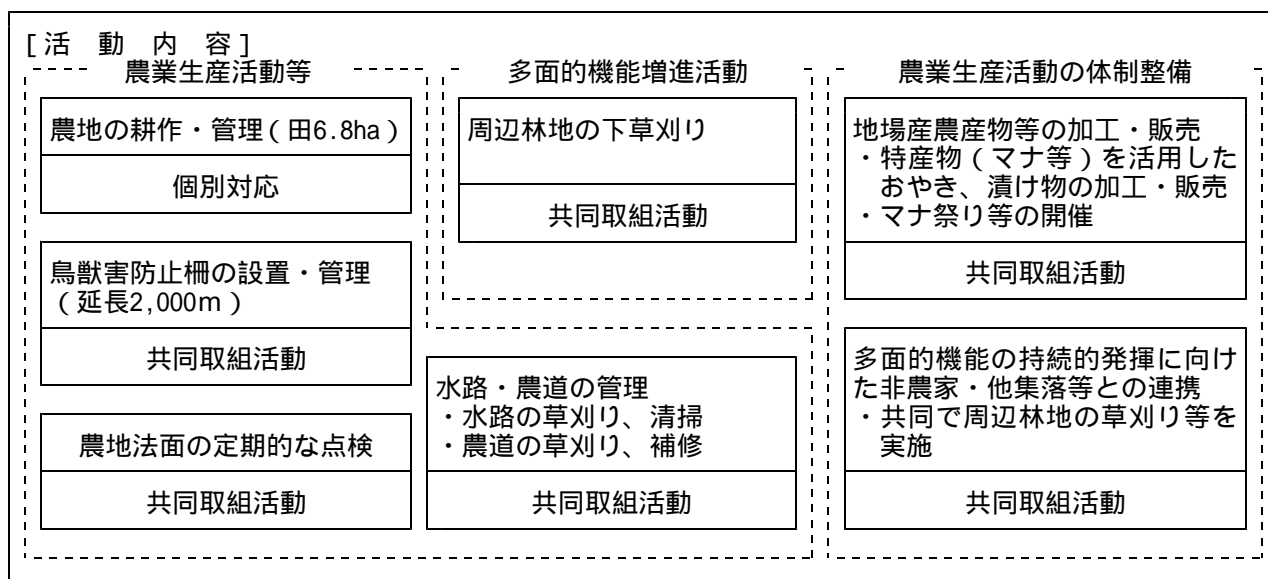 [活 動 内 容]
農業生産活動等
農地の耕作・管理(田6.8ha)
個別対応
鳥獣害防止柵の設置・管理
(延長2,000m)
共同取組活動
農地法面の定期的な点検
共同取組活動
水路・農道の管理
・水路の草刈り、清掃
・農道の草刈り、補修
共同取組活動
多面的機能増進活動
周辺林地の下草刈り
共同取組活動
農業生産活動の体制整備
地場産農産物等の加工・販売
・特産物(マナ等)を活用した
おやき、漬け物の加工・販売
・マナ祭り等の開催
共同取組活動
多面的機能の持続的発揮に向け
た非農家・他集落等との連携
・共同で周辺林地の草刈り等を
実施
共同取組活動